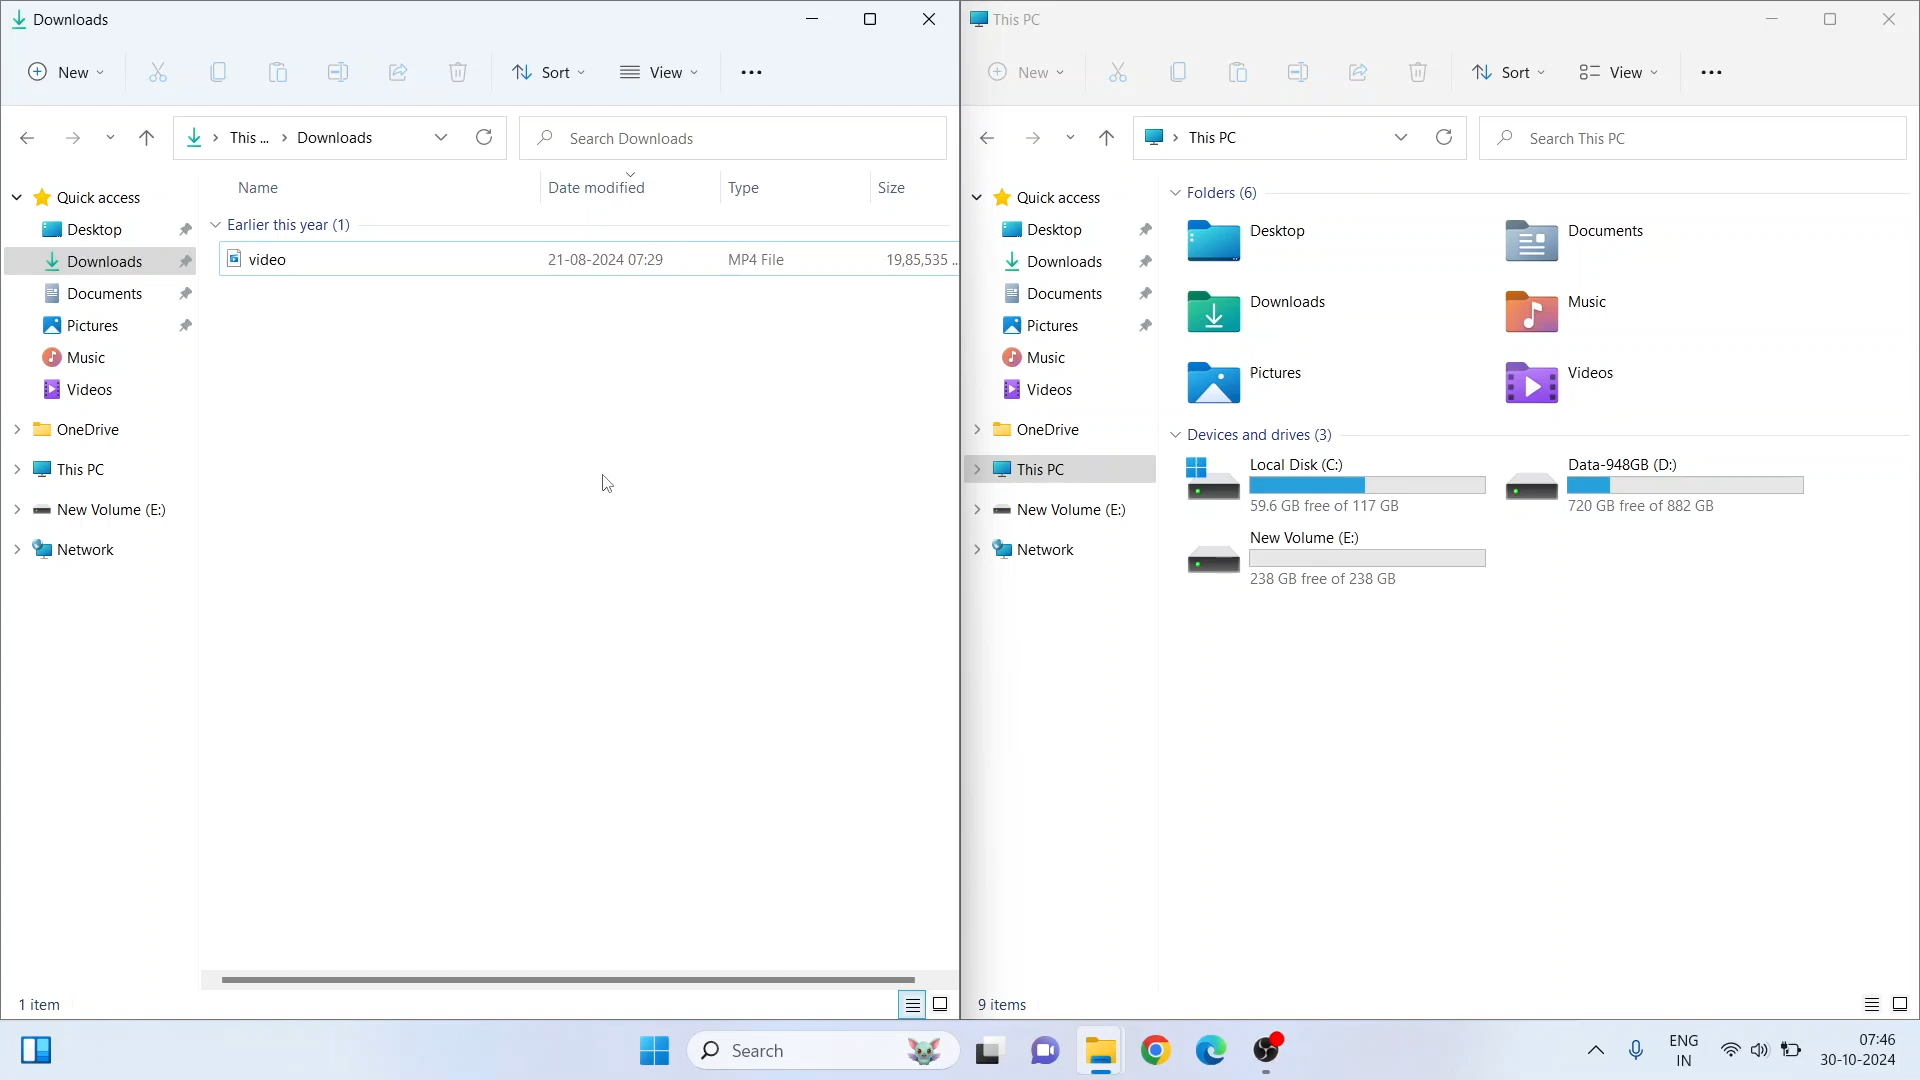 Downloads
New
Sort
View
This ...
Downloads
Search Downloads
Quick access
Desktop
Downloads
Documents
Pictures
Music
Videos
OneDrive
This PC
New Volume (E:)
Network
Name
Date modified
Type
Size
Earlier this year (1)
video
21-08-2024 07:29
MP4 File
19,85,535 ..
1 item
This PC
New
Sort
View
This PC
Search This PC
Quick access
Desktop
Downloads
Documents
Pictures
Music
Videos
OneDrive
This PC
New Volume (E:)
Network
Folders (6)
Desktop
Documents
Downloads
Music
Pictures
Videos
Devices and drives (3)
Local Disk (C:)
59.6 GB free of 117 GB
Data-948GB (D:)
720 GB free of 882 GB
New Volume (E:)
238 GB free of 238 GB
9 items
Search
ENG
IN
07:46
30-10-2024